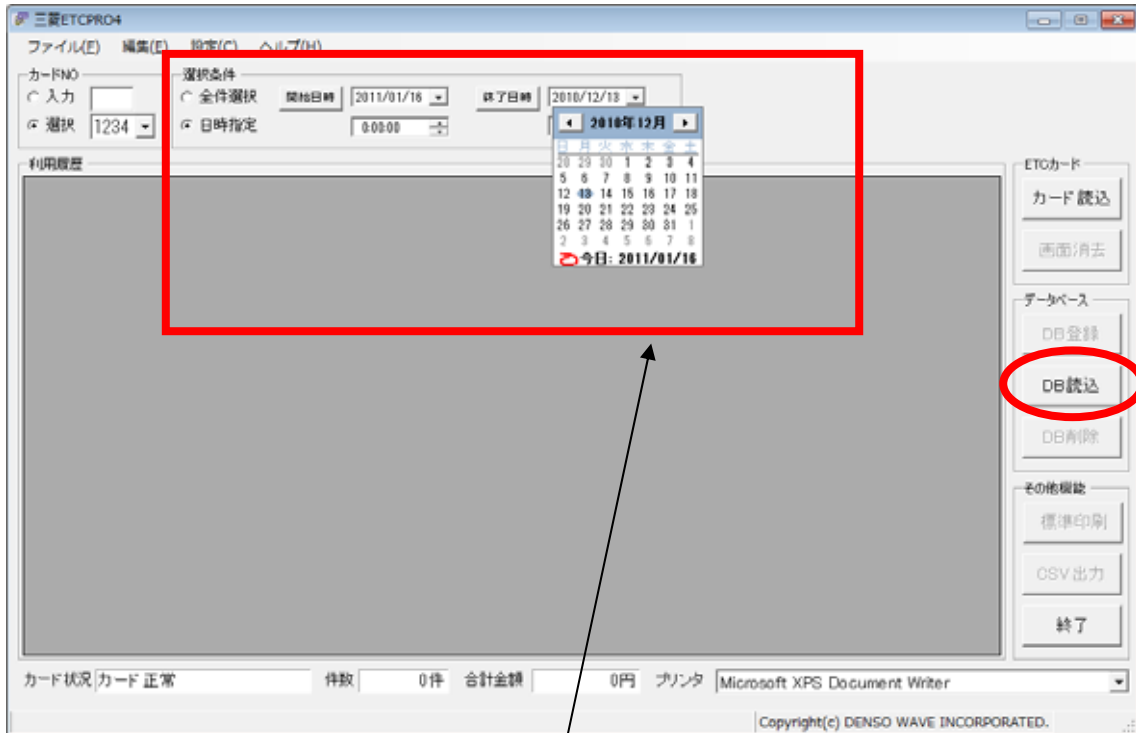 三菱ETCPRO4
ファイル(F) 編集(E) 設定(C) ヘルプ(H)
カードNO
入力
選択 1234
選択条件
全件選択 開始日時 2011/01/16 終了日時 2010/12/13
日時指定 0:00:00
2010年12月
日 月 火 水 木 金 土
28 29 30 1 2 3 4
5 6 7 8 9 10 11
12 13 14 15 16 17 18
19 20 21 22 23 24 25
26 27 28 29 30 31 1
2 3 4 5 6 7 8
今日: 2011/01/16
利用履歴
ETCカード
カード読込
画面消去
データベース
DB登録
DB読込
DB削除
その他機能
標準印刷
CSV出力
終了
カード状況 カード正常 件数 0件 合計金額 0円 プリンタ Microsoft XPS Document Writer
Copyright(c) DENSO WAVE INCORPORATED.